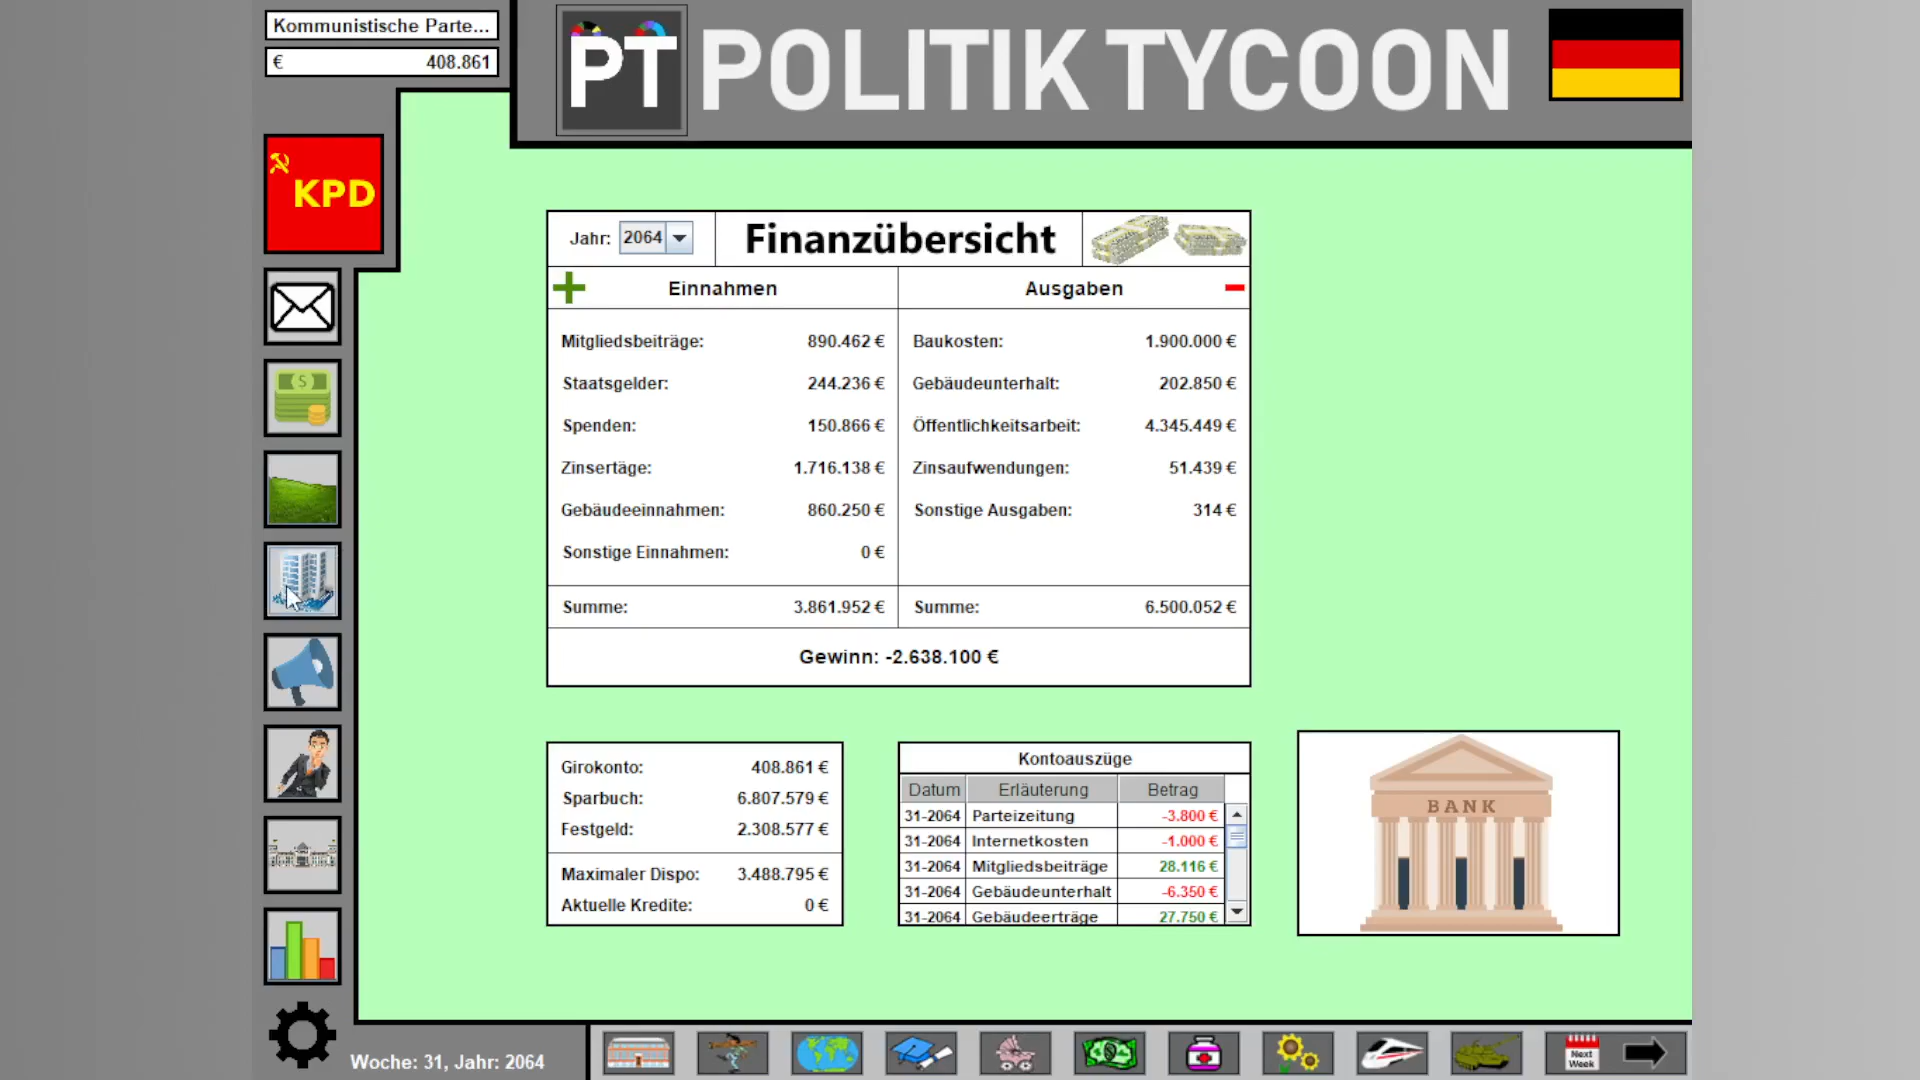 Kommunistische Parte...
€ 408.861
PT POLITIK TYCOON
KPD
Jahr: 2064
Finanzübersicht
Einnahmen
Ausgaben
Mitgliedsbeiträge: 890.462 €
Baukosten: 1.900.000 €
Staatsgelder: 244.236 €
Gebäudeunterhalt: 202.850 €
Spenden: 150.866 €
Öffentlichkeitsarbeit: 4.345.449 €
Zinsertäge: 1.716.138 €
Zinsaufwendungen: 51.439 €
Gebäudeeinnahmen: 860.250 €
Sonstige Ausgaben: 314 €
Sonstige Einnahmen: 0 €
Summe: 3.861.952 €
Summe: 6.500.052 €
Gewinn: -2.638.100 €
Girokonto: 408.861 €
Sparbuch: 6.807.579 €
Festgeld: 2.308.577 €
Maximaler Dispo: 3.488.795 €
Aktuelle Kredite: 0 €
Kontoauszüge
Datum Erläuterung Betrag
31-2064 Parteizeitung -3.800 €
31-2064 Internetkosten -1.000 €
31-2064 Mitgliedsbeiträge 28.116 €
31-2064 Gebäudeunterhalt -6.350 €
31-2064 Gebäudeerträge 27.750 €
BANK
Woche: 31, Jahr: 2064
Next
Week